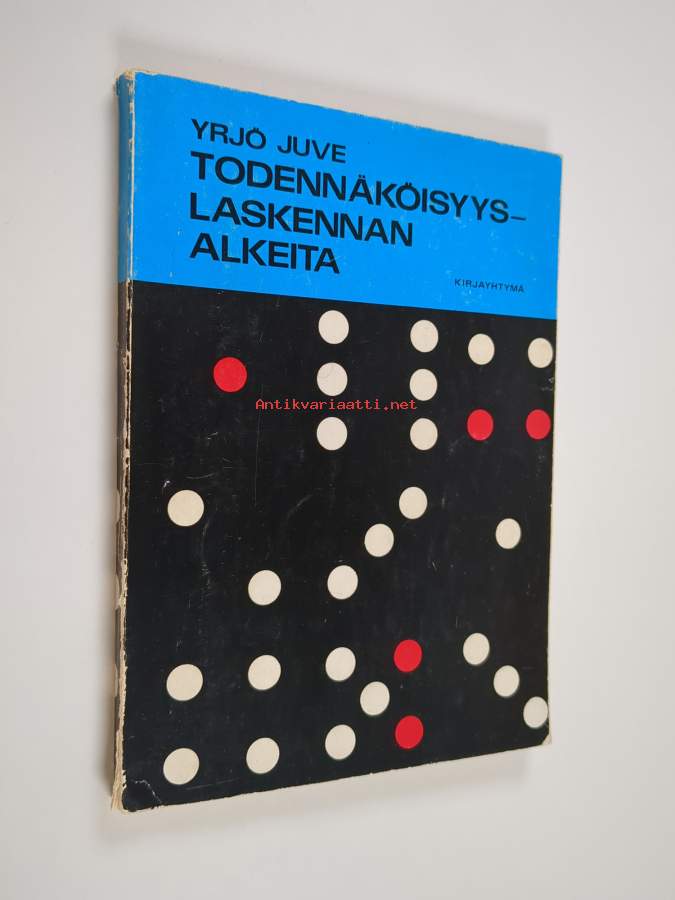 YRJÖ JUVE
TODENNÄKÖISYYS–
LASKENNAN
ALKEITA
KIRJAYHTYMÄ
Antikvariaatti.net